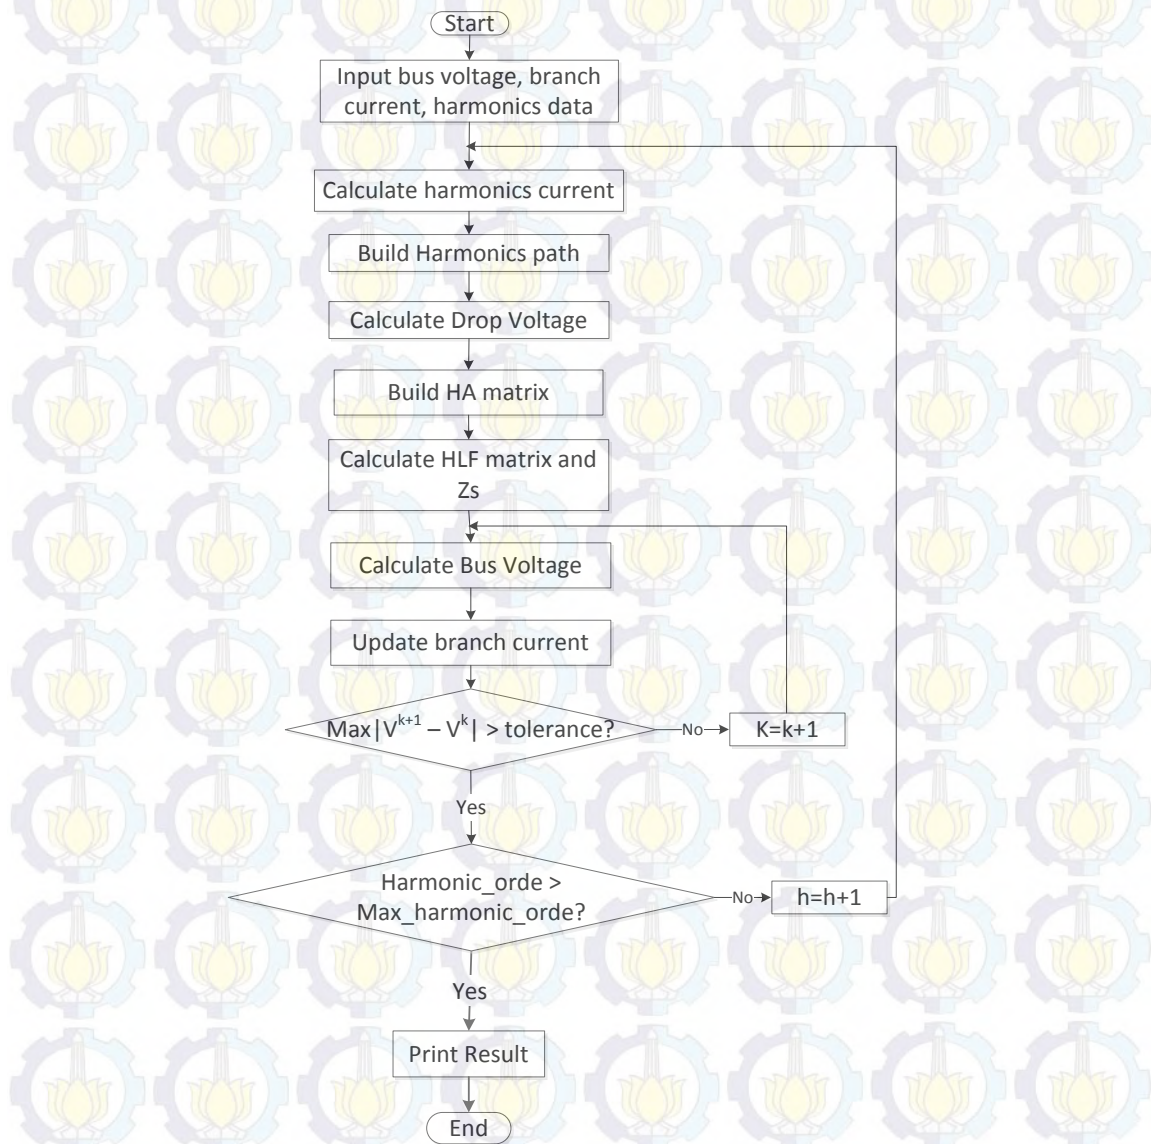 Start
Input bus voltage, branch
current, harmonics data
Calculate harmonics current
Build Harmonics path
Calculate Drop Voltage
Build HA matrix
Calculate HLF matrix and
Zs
Calculate Bus Voltage
Update branch current
Max|V^{k+1} – V^k| > tolerance?
No
K=k+1
Yes
Harmonic_orde >
Max_harmonic_orde?
No
h=h+1
Yes
Print Result
End